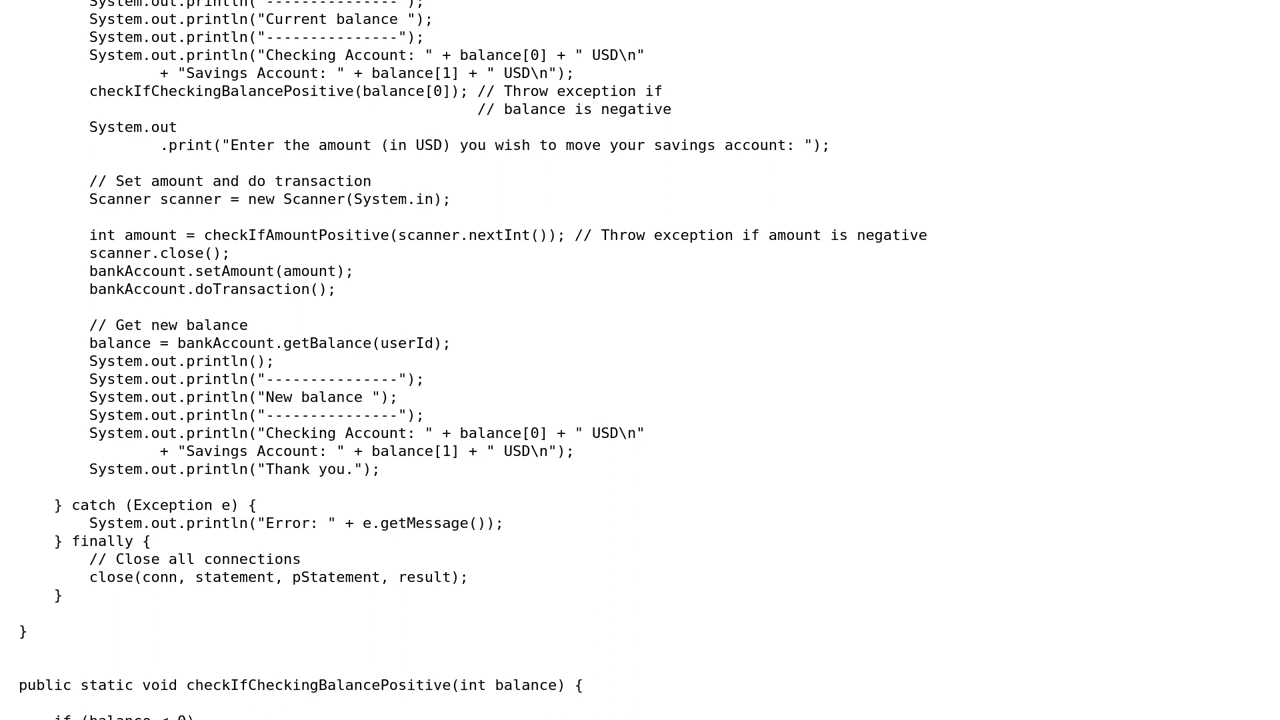 System.out.println("---------------");
System.out.println("Current balance ");
System.out.println("---------------");
System.out.println("Checking Account: " + balance[0] + " USD\n"
+ "Savings Account: " + balance[1] + " USD\n");
checkIfCheckingBalancePositive(balance[0]); // Throw exception if
// balance is negative
System.out
.print("Enter the amount (in USD) you wish to move your savings account: ");
// Set amount and do transaction
Scanner scanner = new Scanner(System.in);
int amount = checkIfAmountPositive(scanner.nextInt()); // Throw exception if amount is negative
scanner.close();
bankAccount.setAmount(amount);
bankAccount.doTransaction();
// Get new balance
balance = bankAccount.getBalance(userId);
System.out.println();
System.out.println("---------------");
System.out.println("New balance ");
System.out.println("---------------");
System.out.println("Checking Account: " + balance[0] + " USD\n"
+ "Savings Account: " + balance[1] + " USD\n");
System.out.println("Thank you.");
} catch (Exception e) {
System.out.println("Error: " + e.getMessage());
} finally {
// Close all connections
close(conn, statement, pStatement, result);
}
}
public static void checkIfCheckingBalancePositive(int balance) {
if (balance < 0)